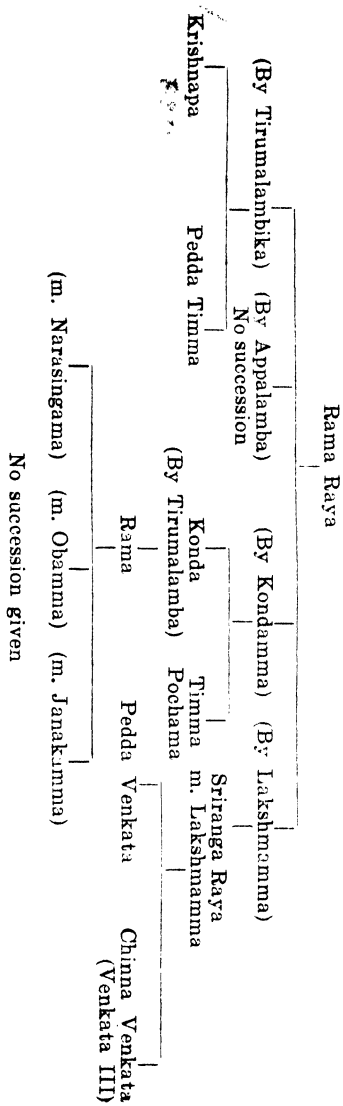 Rama Raya
(By Tirumalambika) (By Appalamba) (By Kondamma) (By Lakshmamma)
No succession
Krishnapa Pedda Timma Konda Timma Sriranga Raya
(By Tirumalamba) Pochama m. Lakshmamma
Rama Pedda Venkata Chinna Venkata
(Venkata III)
(m. Narasingama) (m. Obamma) (m. Janakamma)
No succession given